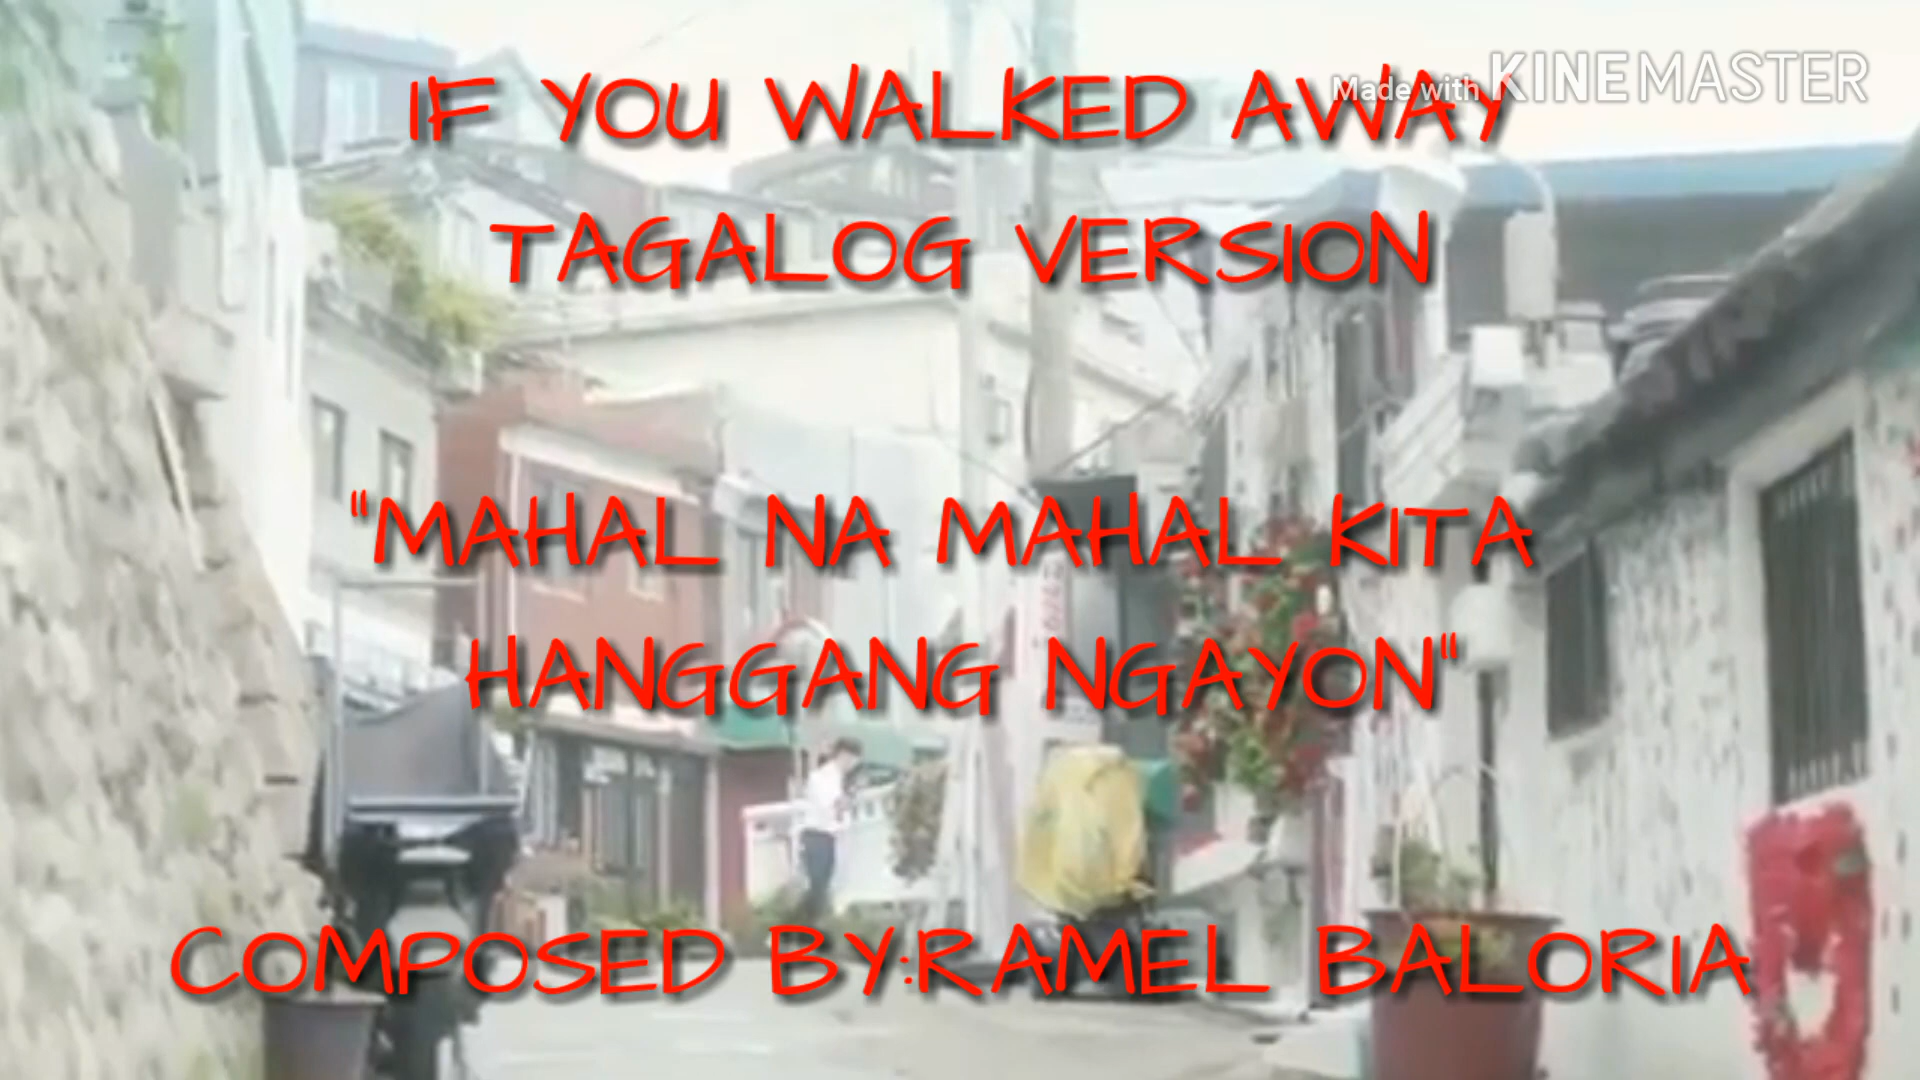 Made with KINEMASTER
IF YOU WALKED AWAY
TAGALOG VERSION
"MAHAL NA MAHAL KITA
HANGGANG NGAYON"
COMPOSED BY:RAMEL BALORIA